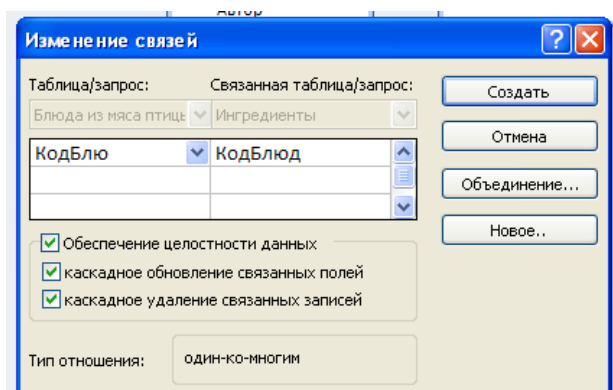 Автор
Изменение связей
Таблица/запрос: Связанная таблица/запрос:
Блюда из мяса птиць Ингредиенты
КодБлю КодБлюд
Обеспечение целостности данных
каскадное обновление связанных полей
каскадное удаление связанных записей
Тип отношения: один-ко-многим
Создать
Отмена
Объединение...
Новое..